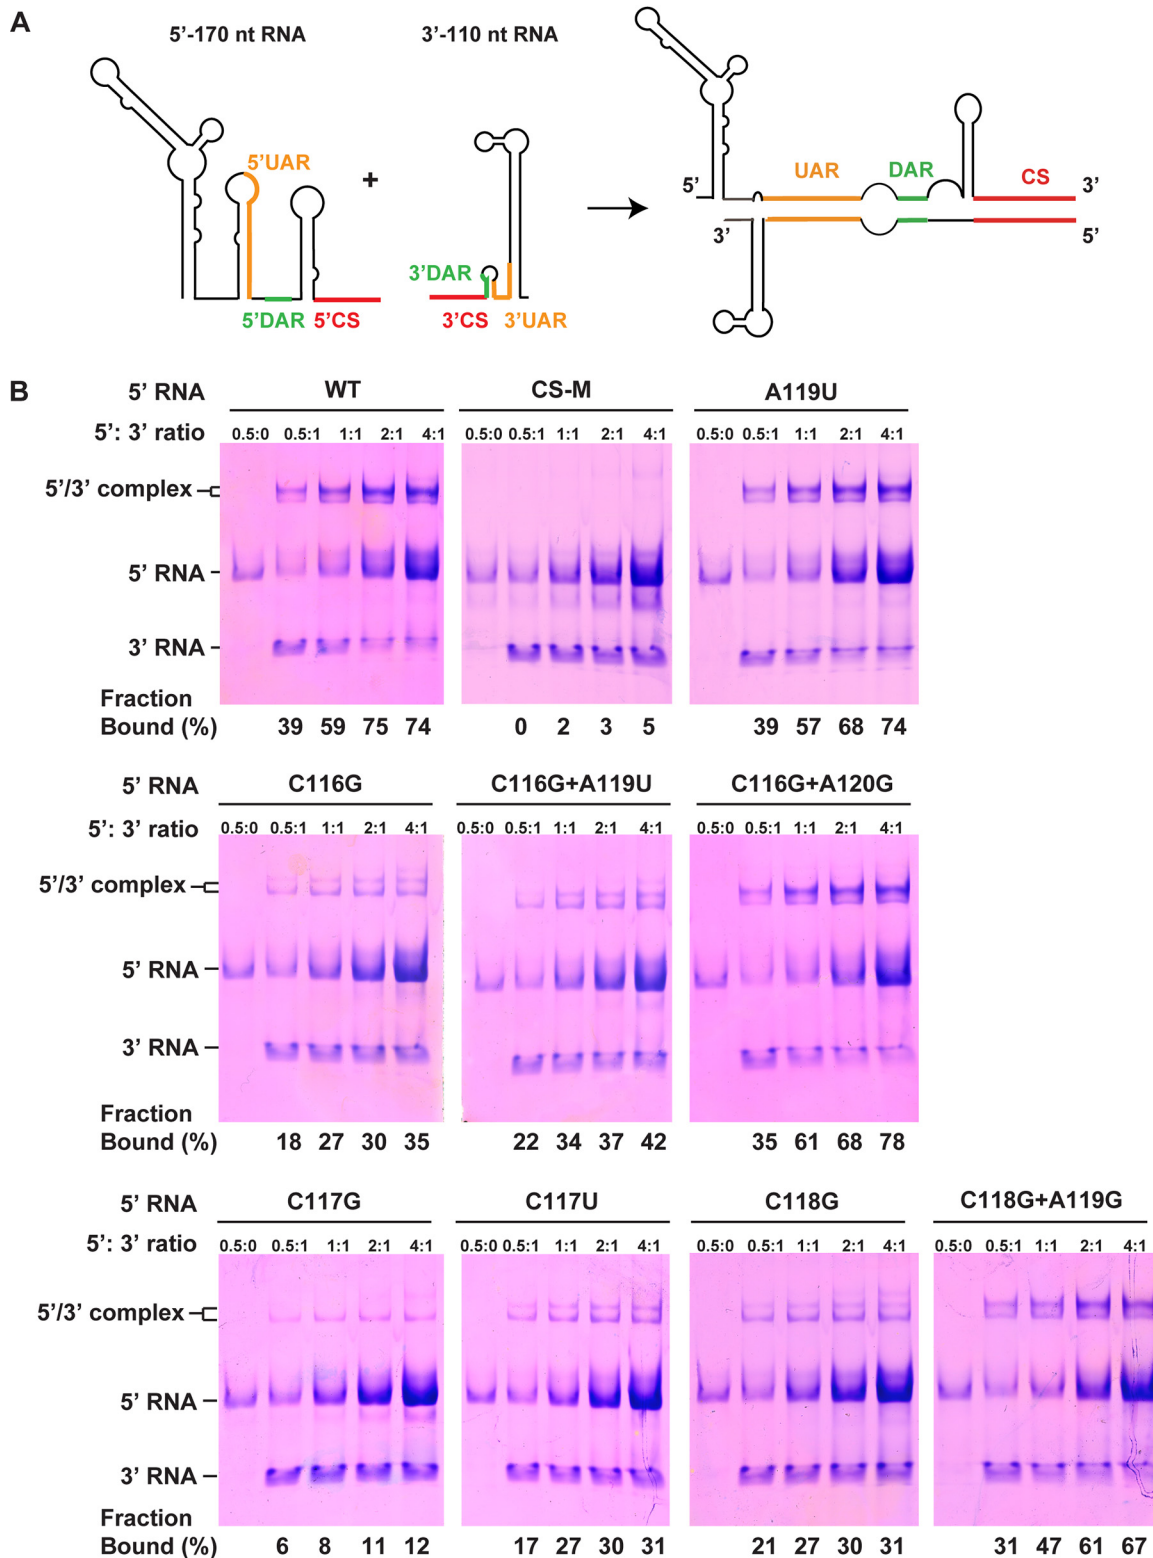 A
5'-170 nt RNA 3'-110 nt RNA
5'UAR
+
5'DAR 5'CS
3'DAR
3'CS 3'UAR
5' UAR DAR CS 3'
3' 5'
B
5' RNA WT CS-M A119U
5': 3' ratio 0.5:0 0.5:1 1:1 2:1 4:1 0.5:0 0.5:1 1:1 2:1 4:1 0.5:0 0.5:1 1:1 2:1 4:1
5'/3' complex
5' RNA
3' RNA
Fraction
Bound (%) 39 59 75 74 0 2 3 5 39 57 68 74
5' RNA C116G C116G+A119U C116G+A120G
5': 3' ratio 0.5:0 0.5:1 1:1 2:1 4:1 0.5:0 0.5:1 1:1 2:1 4:1 0.5:0 0.5:1 1:1 2:1 4:1
5'/3' complex
5' RNA
3' RNA
Fraction
Bound (%) 18 27 30 35 22 34 37 42 35 61 68 78
5' RNA C117G C117U C118G C118G+A119G
5': 3' ratio 0.5:0 0.5:1 1:1 2:1 4:1 0.5:0 0.5:1 1:1 2:1 4:1 0.5:0 0.5:1 1:1 2:1 4:1 0.5:0 0.5:1 1:1 2:1 4:1
5'/3' complex
5' RNA
3' RNA
Fraction
Bound (%) 6 8 11 12 17 27 30 31 21 27 30 31 31 47 61 67